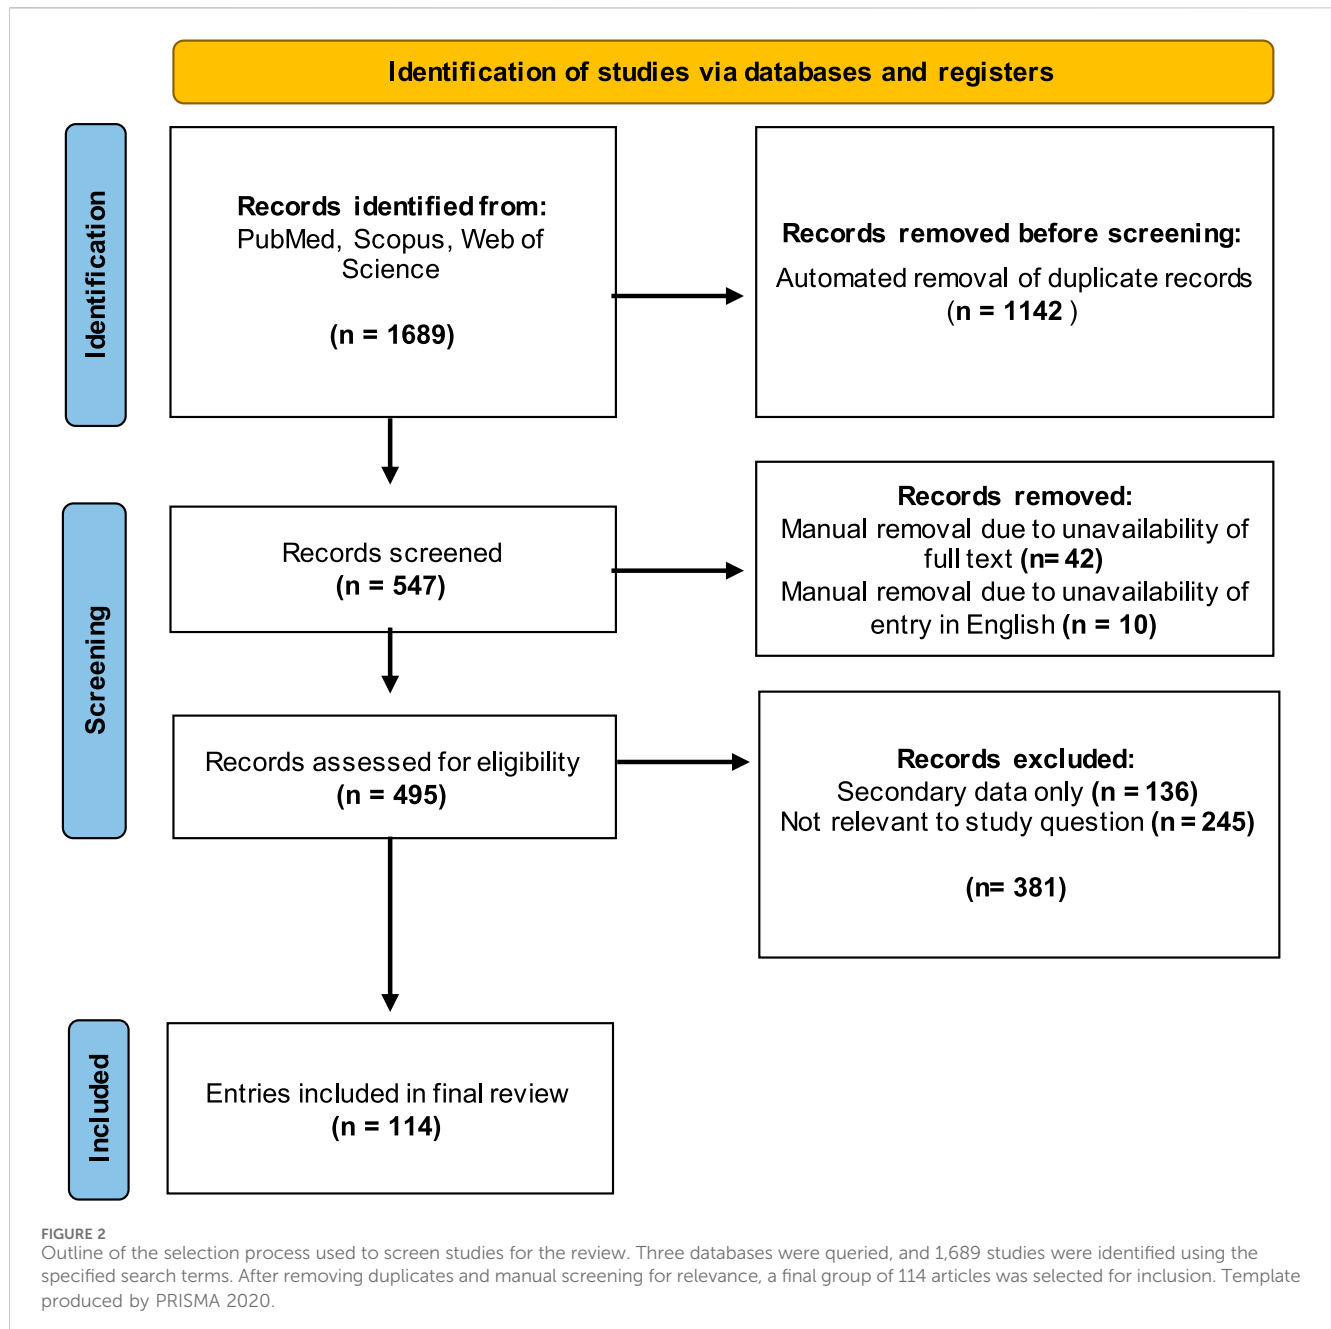 Identification of studies via databases and registers
Identification
Records identified from:
PubMed, Scopus, Web of
Science
(n = 1689)
Records removed before screening:
Automated removal of duplicate records
(n = 1142 )
Screening
Records screened
(n = 547)
Records removed:
Manual removal due to unavailability of
full text (n= 42)
Manual removal due to unavailability of
entry in English (n = 10)
Records assessed for eligibility
(n = 495)
Records excluded:
Secondary data only (n = 136)
Not relevant to study question (n = 245)
(n= 381)
Included
Entries included in final review
(n = 114)
FIGURE 2
Outline of the selection process used to screen studies for the review. Three databases were queried, and 1,689 studies were identified using the
specified search terms. After removing duplicates and manual screening for relevance, a final group of 114 articles was selected for inclusion. Template
produced by PRISMA 2020.